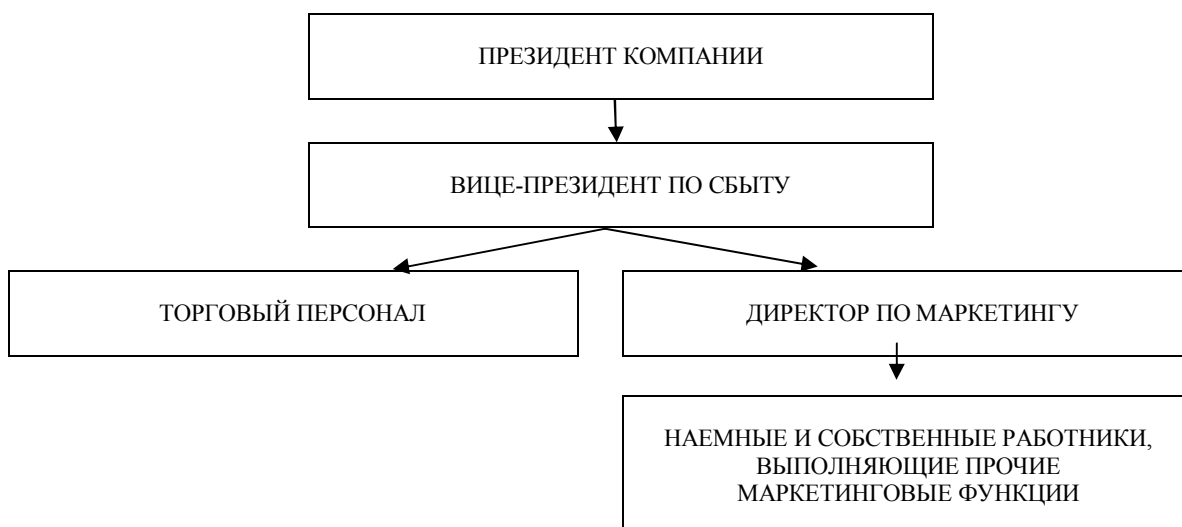 ПРЕЗИДЕНТ КОМПАНИИ
ВИЦЕ-ПРЕЗИДЕНТ ПО СБЫТУ
ТОРГОВЫЙ ПЕРСОНАЛ
ДИРЕКТОР ПО МАРКЕТИНГУ
НАЕМНЫЕ И СОБСТВЕННЫЕ РАБОТНИКИ,
ВЫПОЛНЯЮЩИЕ ПРОЧИЕ
МАРКЕТИНГОВЫЕ ФУНКЦИИ